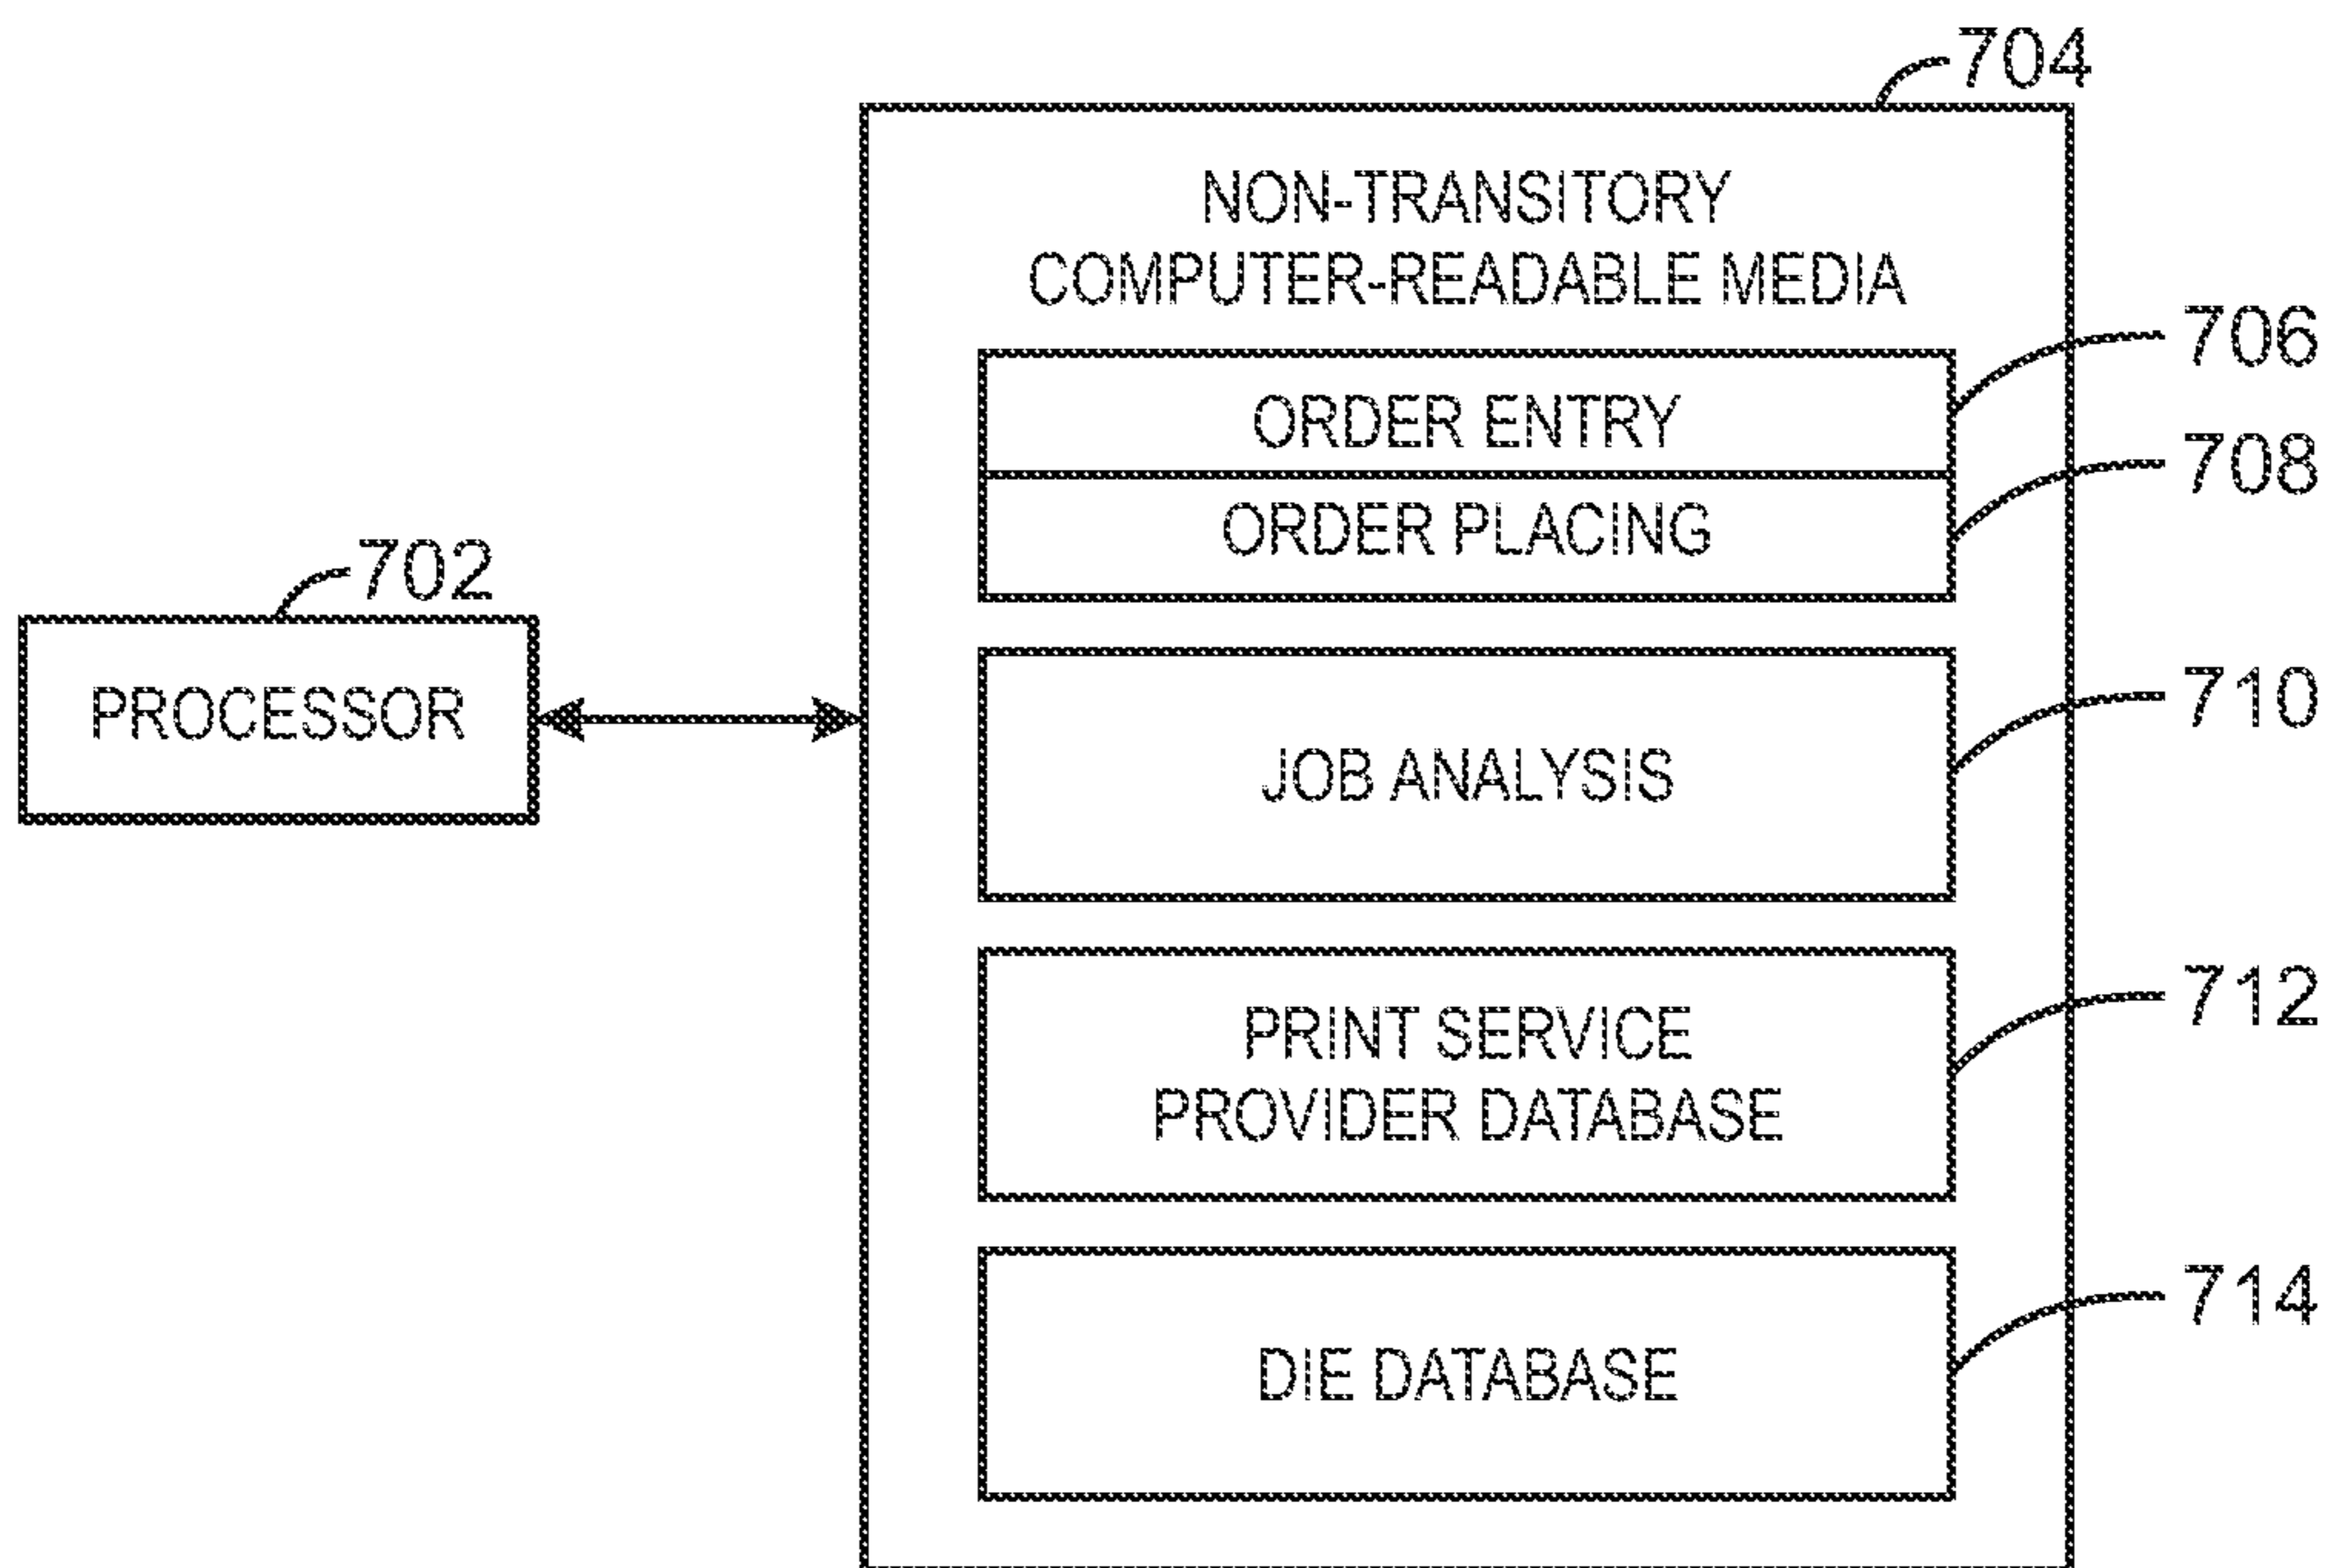 704
NON-TRANSITORY
COMPUTER-READABLE MEDIA
706
ORDER ENTRY
708
ORDER PLACING
702
PROCESSOR
710
JOB ANALYSIS
712
PRINT SERVICE
PROVIDER DATABASE
714
DIE DATABASE